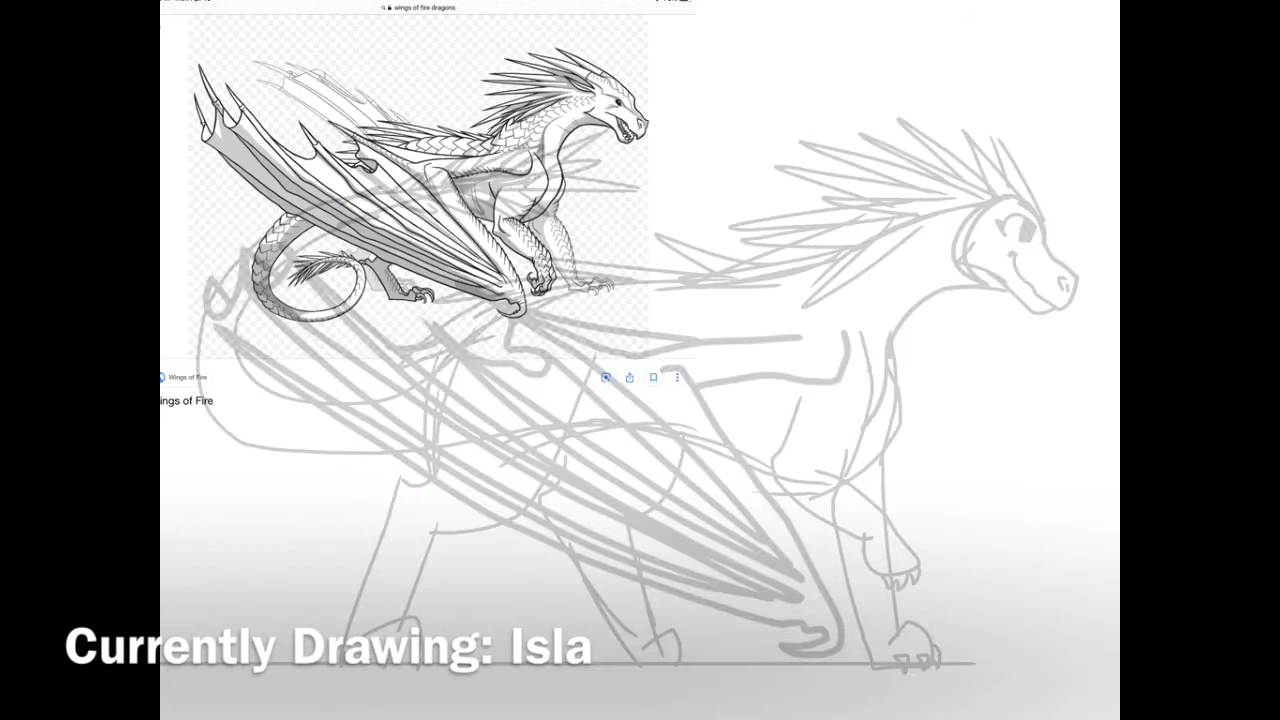 wings of fire dragons
Wings of Fire
ings of Fire
Currently Drawing: Isla